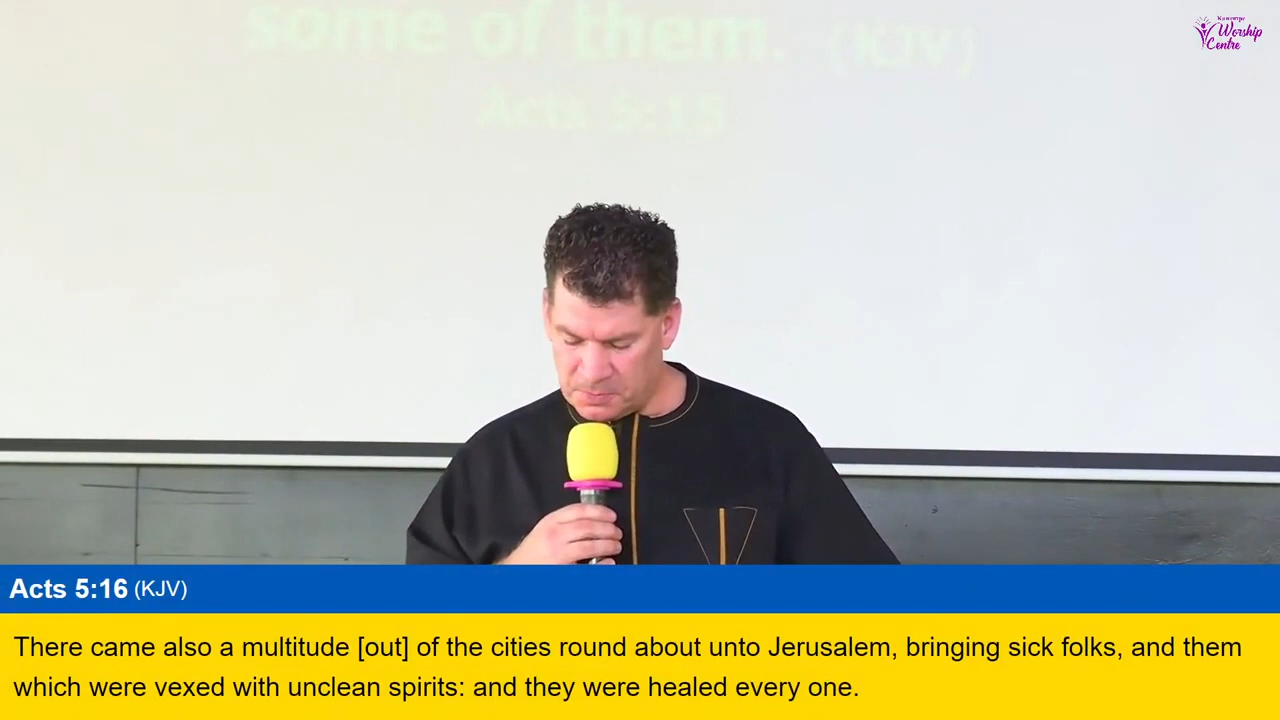 some of them. (KJV)
Acts 5:15
Worship
Centre
Acts 5:16 (KJV)
There came also a multitude [out] of the cities round about unto Jerusalem, bringing sick folks, and them
which were vexed with unclean spirits: and they were healed every one.